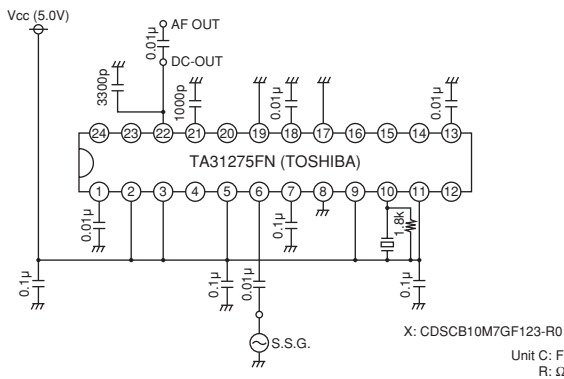 Vcc (5.0V)
AF OUT
0.01μ
DC-OUT
3300p
1000p
0.01μ
0.01μ
24 23 22 21 20 19 18 17 16 15 14 13
TA31275FN (TOSHIBA)
1 2 3 4 5 6 7 8 9 10 11 12
0.01μ
0.1μ
1.8k
0.1μ
0.1μ
0.01μ
0.1μ
S.S.G.
X: CDSCB10M7GF123-R0
Unit C: F
R: Ω